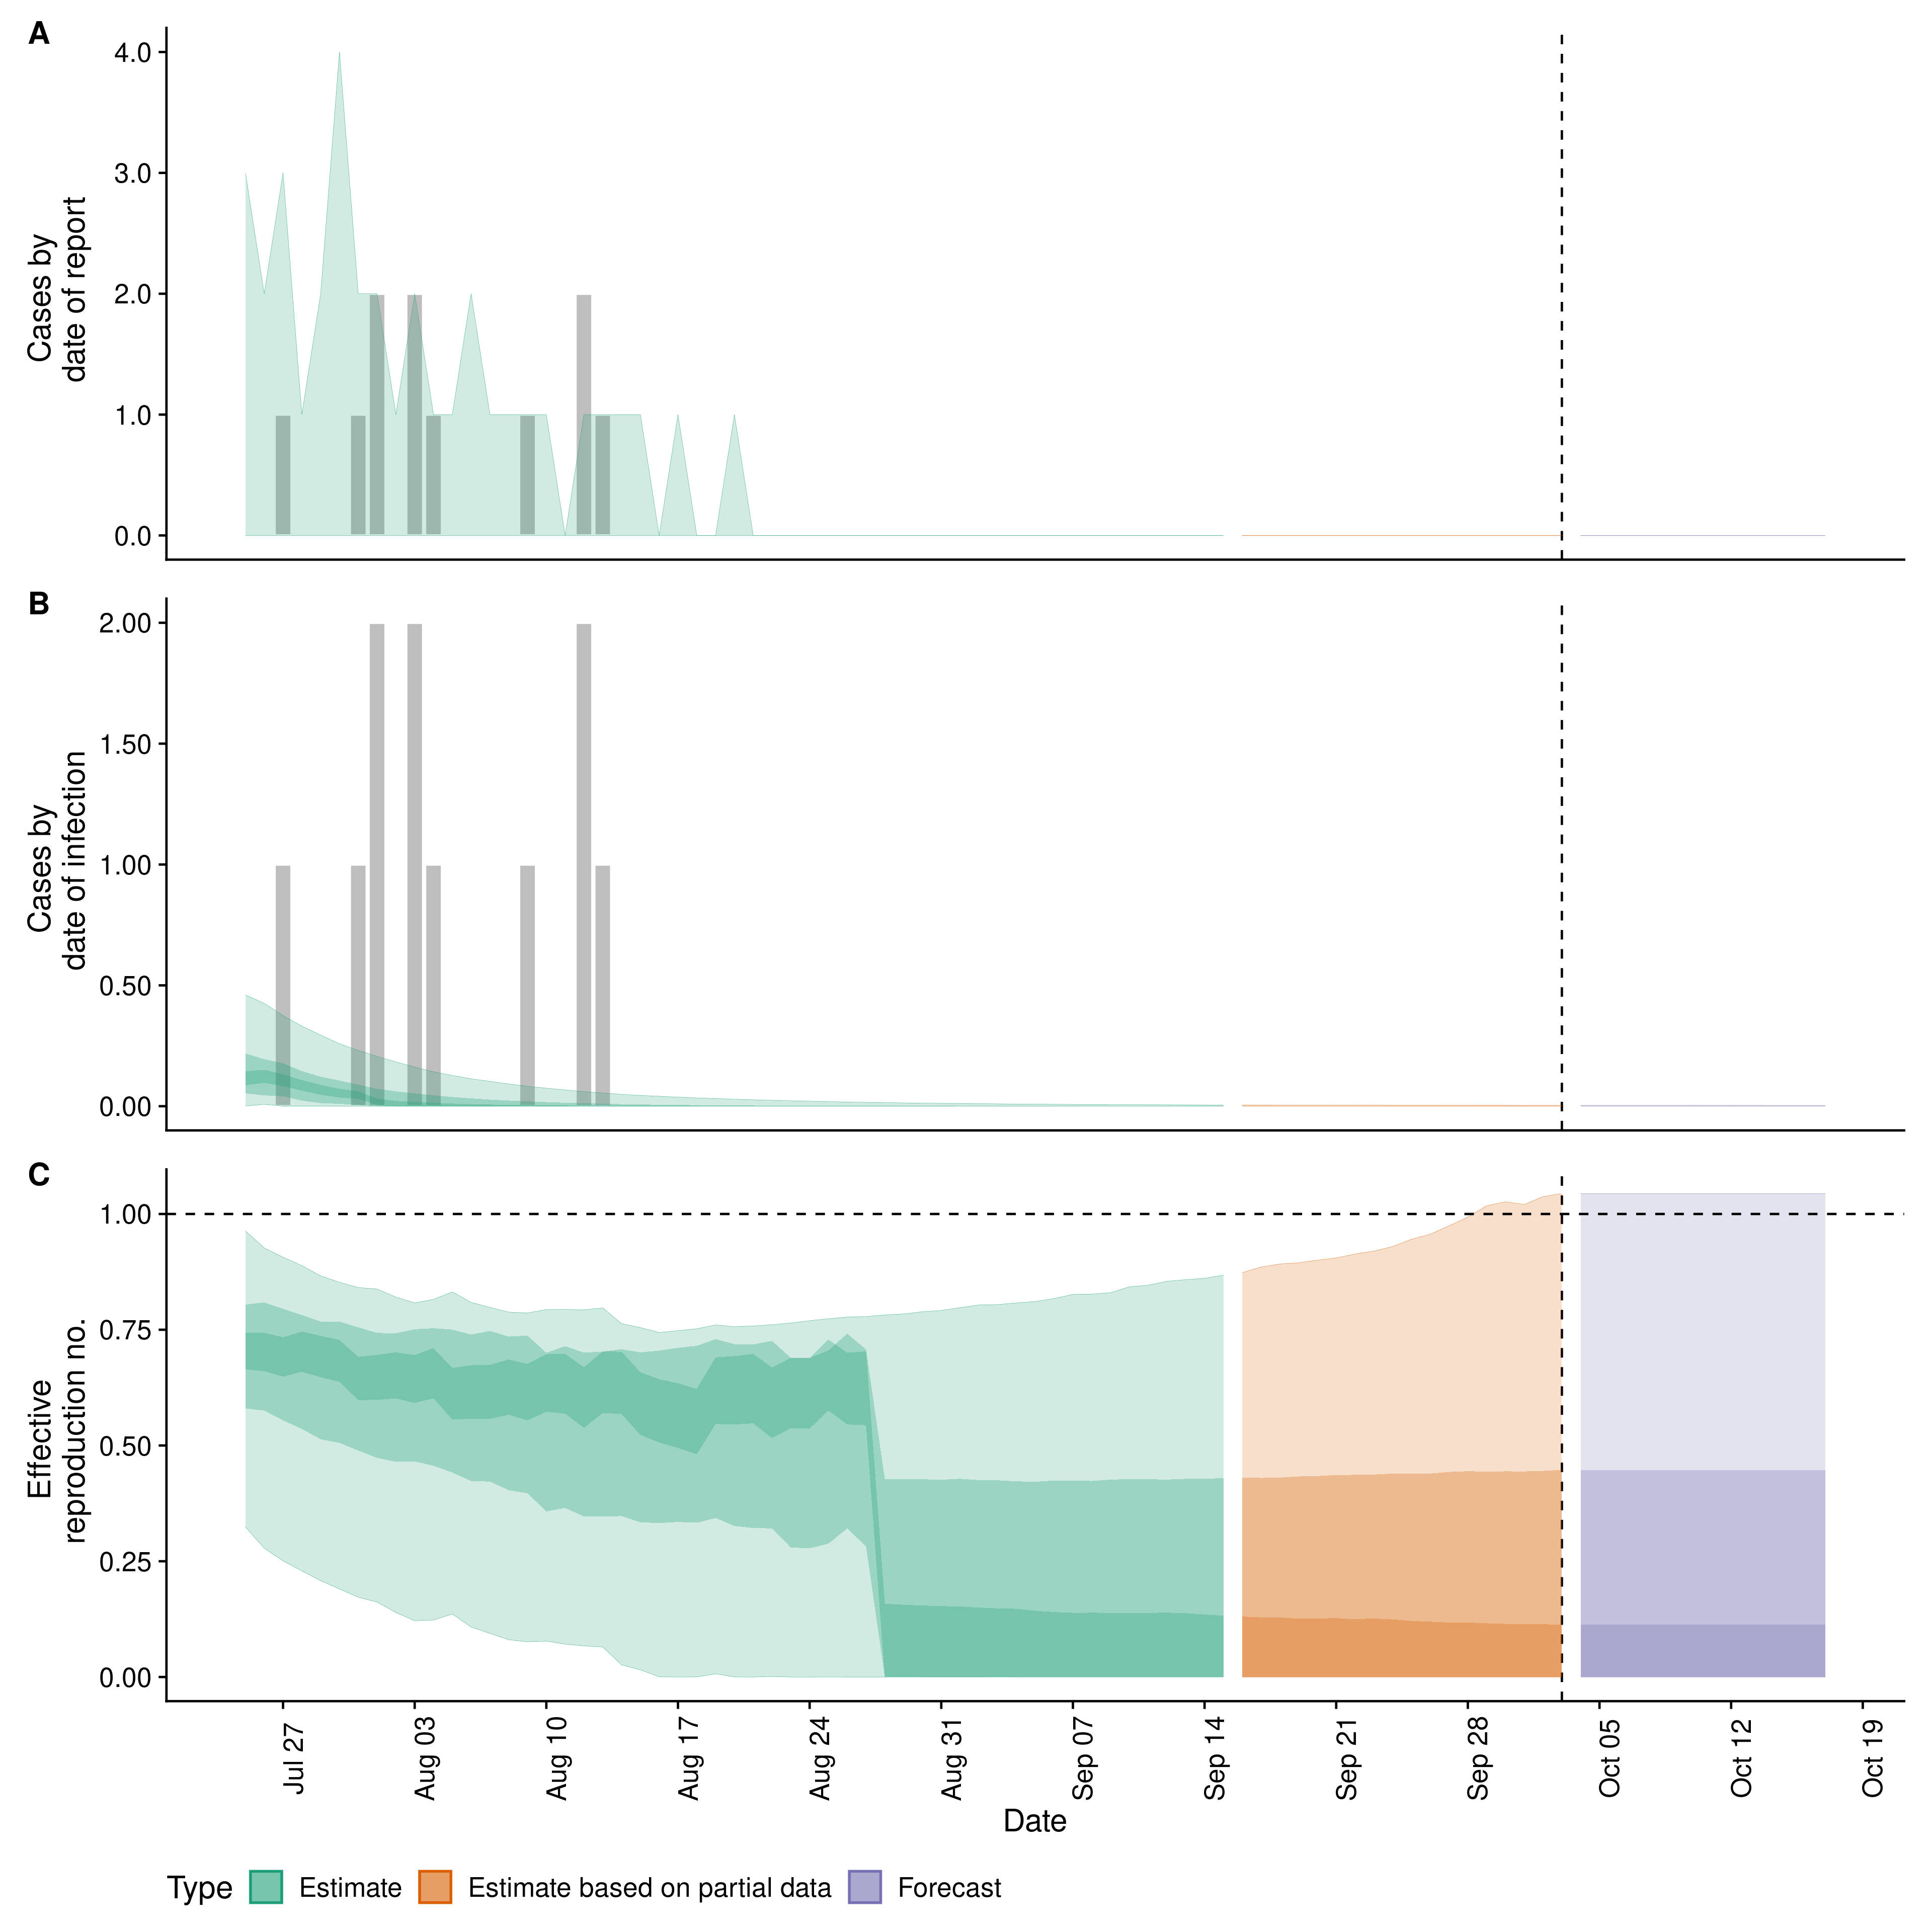 A
Cases by
date of report
4.0
3.0
2.0
1.0
0.0
B
Cases by
date of infection
2.00
1.50
1.00
0.50
0.00
C
Effective
reproduction no.
1.00
0.75
0.50
0.25
0.00
Jul 27
Aug 03
Aug 10
Aug 17
Aug 24
Aug 31
Sep 07
Sep 14
Sep 21
Sep 28
Oct 05
Oct 12
Oct 19
Date
Type Estimate Estimate based on partial data Forecast